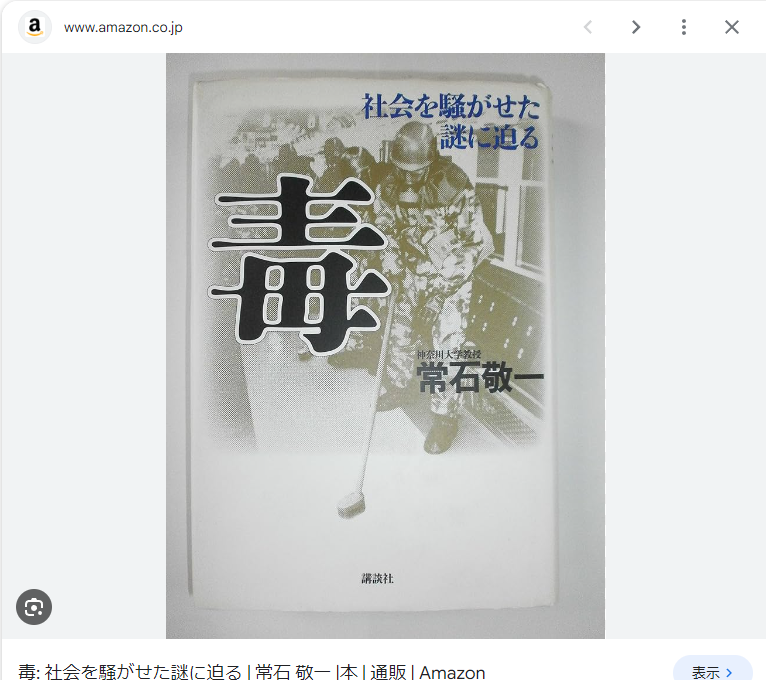 www.amazon.co.jp
社会を騒がせた
謎に迫る
毒
神奈川大学教授
常石敬一
講談社
毒: 社会を騒がせた謎に迫る | 常石 敬一 |本 | 通販 | Amazon
表示